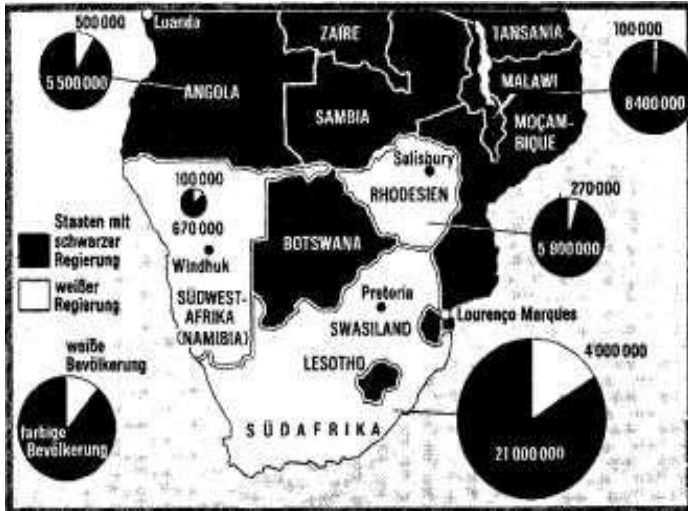 500 000
Luanda
5 500 000
ANGOLA
ZAÏRE
TANSANIA
100 000
MALAWI
8 400 000
SAMBIA
MOÇAM-
BIQUE
Salisbury
RHODESIEN
100 000
670 000
Windhuk
270 000
5 800 000
Staaten mit
schwarzer
Regierung
weißer
Regierung
BOTSWANA
SÜDWEST-
AFRIKA
(NAMIBIA)
Pretoria
SWASILAND
Lourenço Marques
LESOTHO
SÜDAFRIKA
weiße
Bevölkerung
farbige
Bevölkerung
4 000 000
21 000 000